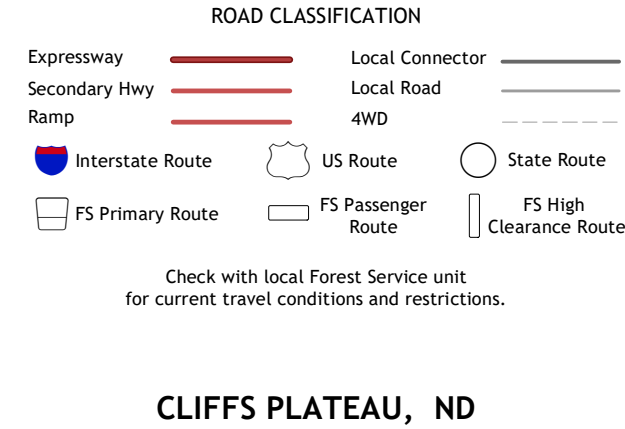 ROAD CLASSIFICATION
Expressway
Local Connector
Secondary Hwy
Local Road
Ramp
4WD
Interstate Route
US Route
State Route
FS Primary Route
FS Passenger
Route
FS High
Clearance Route
Check with local Forest Service unit
for current travel conditions and restrictions.
CLIFFS PLATEAU, ND